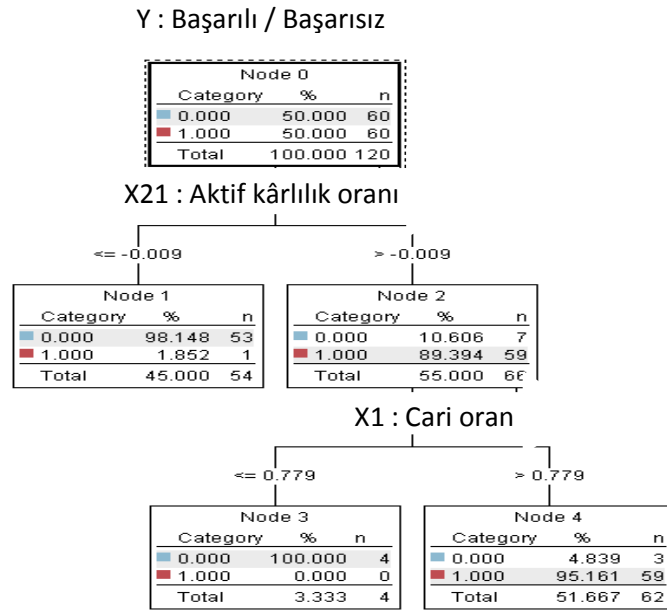 Y : Başarılı / Başarısız
Node 0
Category % n
0.000 50.000 60
1.000 50.000 60
Total 100.000 120
X21 : Aktif kârlılık oranı
<= -0.009
> -0.009
Node 1
Category % n
0.000 98.148 53
1.000 1.852 1
Total 45.000 54
Node 2
Category % n
0.000 10.606 7
1.000 89.394 59
Total 55.000 66
X1 : Cari oran
<= 0.779
> 0.779
Node 3
Category % n
0.000 100.000 4
1.000 0.000 0
Total 3.333 4
Node 4
Category % n
0.000 4.839 3
1.000 95.161 59
Total 51.667 62